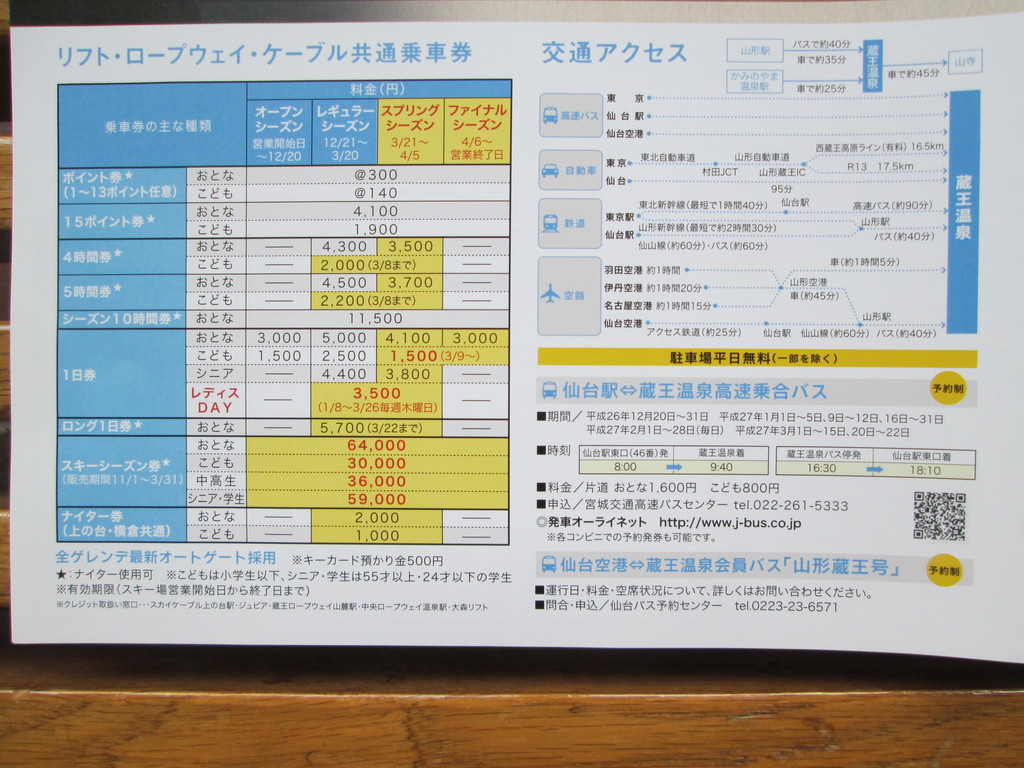 リフト・ロープウェイ・ケーブル共通乗車券
乗車券の主な種類
料金(円)
オープンシーズン 営業開始日～12/20
レギュラーシーズン 12/21～3/20
スプリングシーズン 3/21～4/5
ファイナルシーズン 4/6～営業終了日
ポイント券★(1～13ポイント任意) おとな @300
こども @140
15ポイント券★ おとな 4,100
こども 1,900
4時間券★ おとな ― 4,300 3,500 ―
こども ― 2,000(3/8まで) ―
5時間券★ おとな ― 4,500 3,700 ―
こども ― 2,200(3/8まで) ―
シーズン10時間券★ おとな 11,500
1日券 おとな 3,000 5,000 4,100 3,000
こども 1,500 2,500 1,500(3/9～)
シニア ― 4,400 3,800 ―
レディスDAY ― 3,500(1/8～3/26毎週木曜日) ―
ロング1日券★ おとな ― 5,700(3/22まで) ―
スキーシーズン券★(販売期間11/1～3/31) おとな 64,000
こども 30,000
中高生 36,000
シニア・学生 59,000
ナイター券(上の台・横倉共通) おとな ― 2,000 ―
こども ― 1,000 ―
全ゲレンデ最新オートゲート採用 ※キーカード預かり金500円
★:ナイター使用可 ※こどもは小学生以下、シニア・学生は55才以上・24才以下の学生
※有効期限(スキー場営業開始日から終了日まで)
※クレジット取扱い窓口・・・スカイケーブル上の台駅・ジュピア・蔵王ロープウェイ山麓駅・中央ロープウェイ温泉駅・大森リフト
交通アクセス
山形駅 バスで約40分 車で約35分 蔵王温泉 車で約45分 山寺
かみのやま温泉駅 車で約25分
高速バス
東京
仙台駅
仙台空港
自動車
東京 東北自動車道 山形自動車道 西蔵王高原ライン(有料) 16.5km
村田JCT 山形蔵王IC R13 17.5km
仙台 95分
鉄道
東京駅 東北新幹線(最短で1時間40分) 仙台駅 高速バス(約90分)
山形新幹線(最短で約2時間30分) 山形駅
仙台駅 仙山線(約60分)・バス(約60分) バス(約40分)
空路
羽田空港 約1時間 車(約1時間5分)
伊丹空港 約1時間20分 山形空港
名古屋空港 約1時間15分 車(約45分)
仙台空港 山形駅
アクセス鉄道(約25分) 仙台駅 仙山線(約60分) バス(約40分)
蔵王温泉
駐車場平日無料(一部を除く)
仙台駅⇔蔵王温泉高速乗合バス 予約制
■期間／平成26年12月20日～31日 平成27年1月1日～5日、9日～12日、16日～31日
平成27年2月1日～28日(毎日) 平成27年3月1日～15日、20日～22日
■時刻
仙台駅東口(46番)発 蔵王温泉着
8:00 9:40
蔵王温泉バス停発 仙台駅東口着
16:30 18:10
■料金／片道 おとな1,600円 こども800円
■申込／宮城交通高速バスセンター tel.022-261-5333
◎発車オーライネット http://www.j-bus.co.jp
※各コンビニでの予約発券も可能です。
仙台空港⇔蔵王温泉会員バス「山形蔵王号」 予約制
■運行日・料金・空席状況について、詳しくはお問い合わせください。
■問合・申込／仙台バス予約センター tel.0223-23-6571